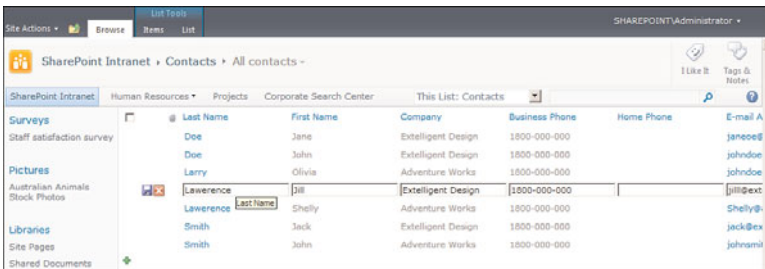 List Tools
SHAREPOINT\Administrator
Site Actions Browse Items List
SharePoint Intranet Contacts All contacts
I Like It Tags & Notes
SharePoint Intranet Human Resources Projects Corporate Search Center This List: Contacts
Surveys
Staff satisfaction survey
Pictures
Australian Animals
Stock Photos
Libraries
Site Pages
Shared Documents
Last Name First Name Company Business Phone Home Phone E-mail A
Doe Jane Extelligent Design 1800-000-000 janeoe@
Doe John Extelligent Design 1800-000-000 johndoe
Larry Olivia Adventure Works 1800-000-000 johndoe
Lawerence Jill Extelligent Design 1800-000-000 jilll@ext
Last Name
Lawerence Shelly Adventure Works 1800-000-000 Shelly@
Smith Jack Extelligent Design 1800-000-000 jack@ex
Smith John Adventure Works 1800-000-000 johnsmit